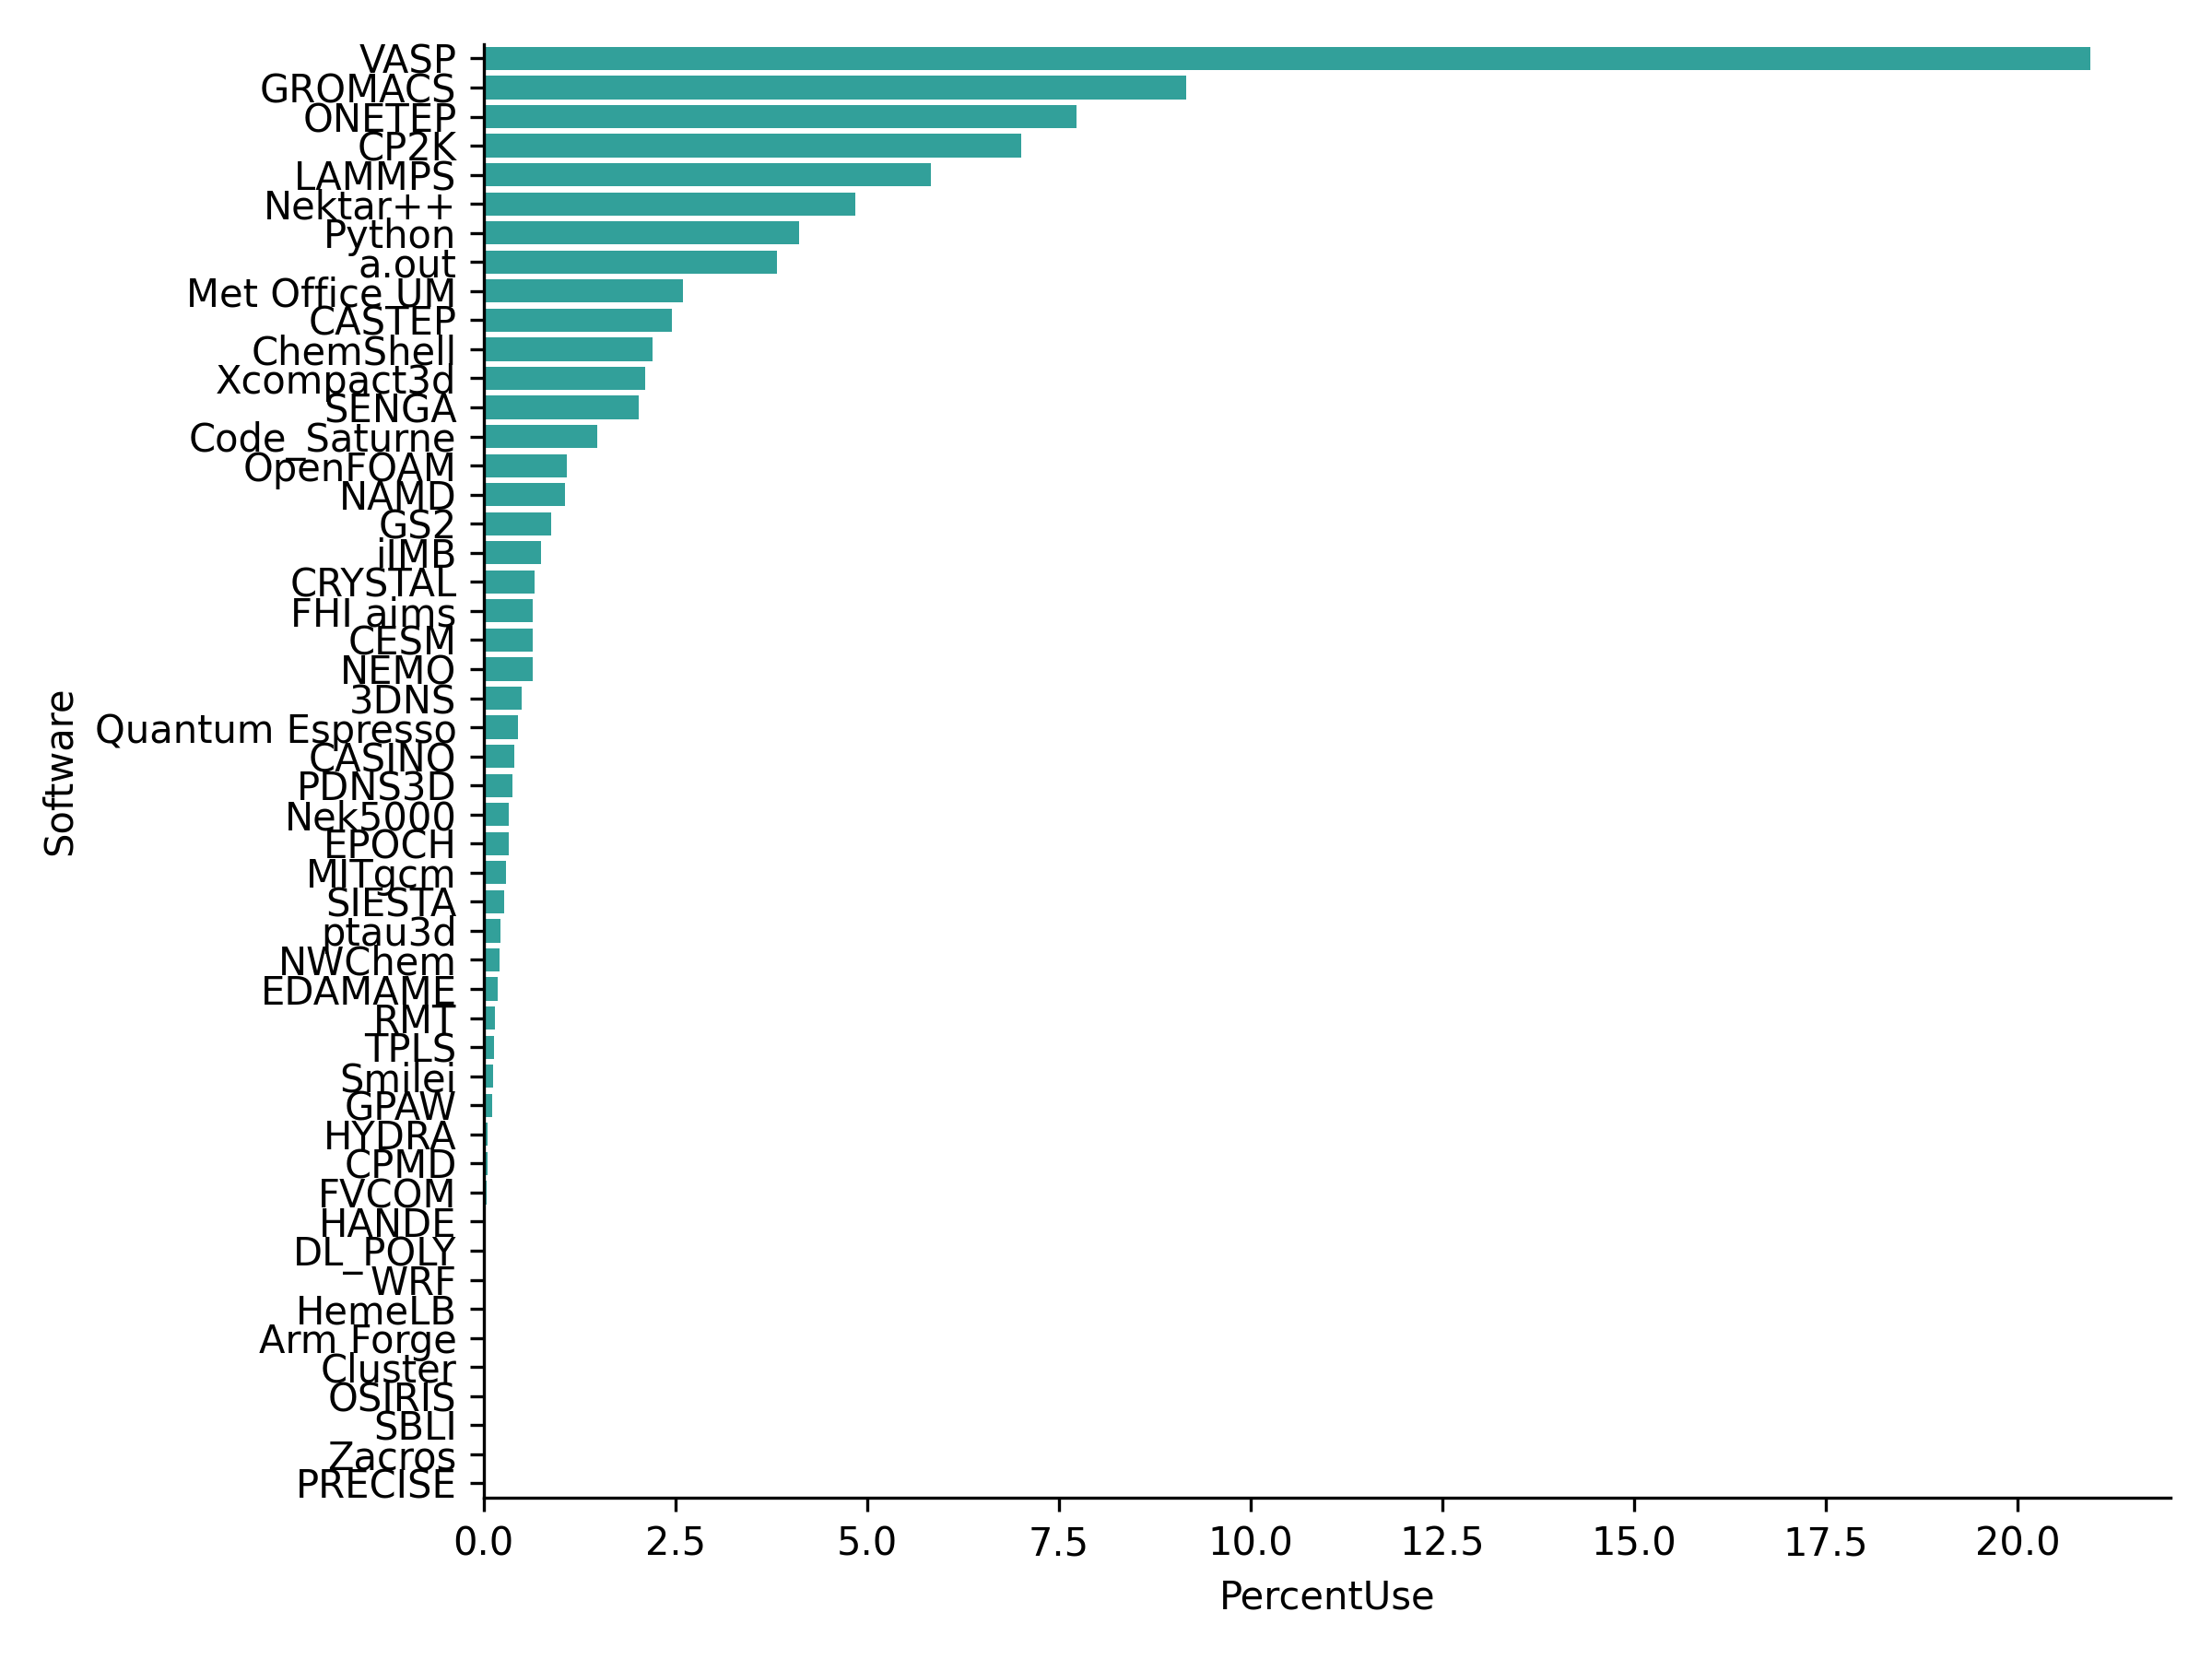 VASP
GROMACS
ONETEP
CP2K
LAMMPS
Nektar++
Python
a.out
Met Office UM
CASTEP
ChemShell
Xcompact3d
SENGA
Code_Saturne
OpenFOAM
NAMD
GS2
iIMB
CRYSTAL
FHI aims
CESM
NEMO
3DNS
Quantum Espresso
CASINO
PDNS3D
Nek5000
EPOCH
MITgcm
SIESTA
ptau3d
NWChem
EDAMAME
RMT
TPLS
Smilei
GPAW
HYDRA
CPMD
FVCOM
HANDE
DL_POLY
WRF
HemeLB
Arm Forge
Cluster
OSIRIS
SBLI
Zacros
PRECISE
Software
0.0 2.5 5.0 7.5 10.0 12.5 15.0 17.5 20.0
PercentUse